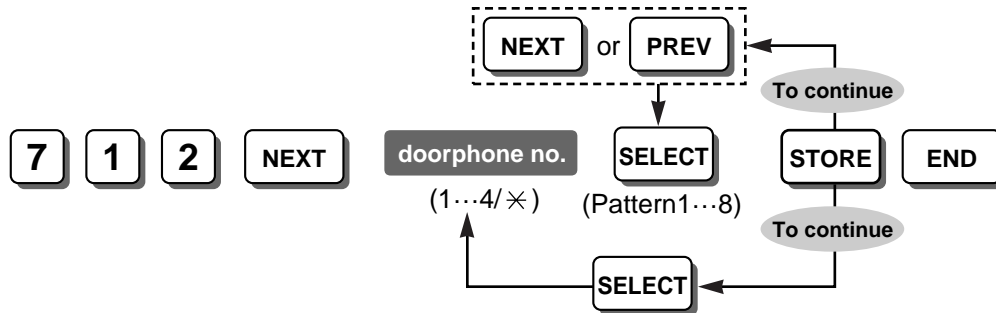 NEXT or PREV
To continue
7 1 2 NEXT doorphone no. SELECT STORE END
(1···4/✳) (Pattern1···8)
To continue
SELECT